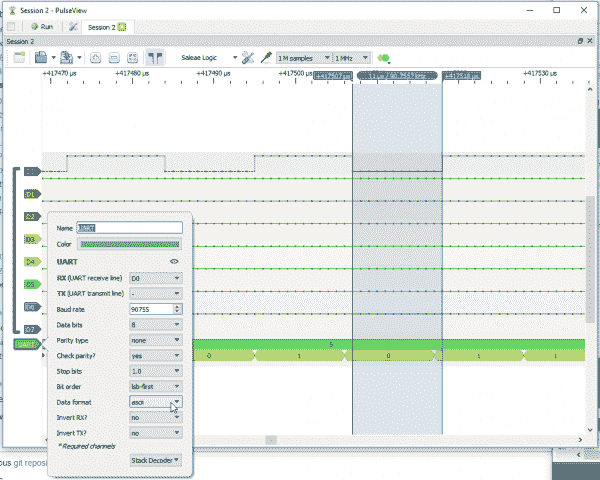 Session 2 - PulseView
Run
Session 2
Session 2
Saleae Logic
1 M samples
1 MHz
+417470 µs
+417480 µs
+417490 µs
+417500 µs
+417530 µs
D1
D2
D3
D4
D5
D6
D7
UART
S
0
1
0
1
1
Name
UART
Color
UART
RX (UART receive line)
D0
TX (UART transmit line)
-
Baud rate
90755
Data bits
8
Parity type
none
Check parity?
yes
Stop bits
1.0
Bit order
lsb-first
Data format
ascii
Invert RX?
no
Invert TX?
no
* Required channels
Stack Decoder
ous git reposi